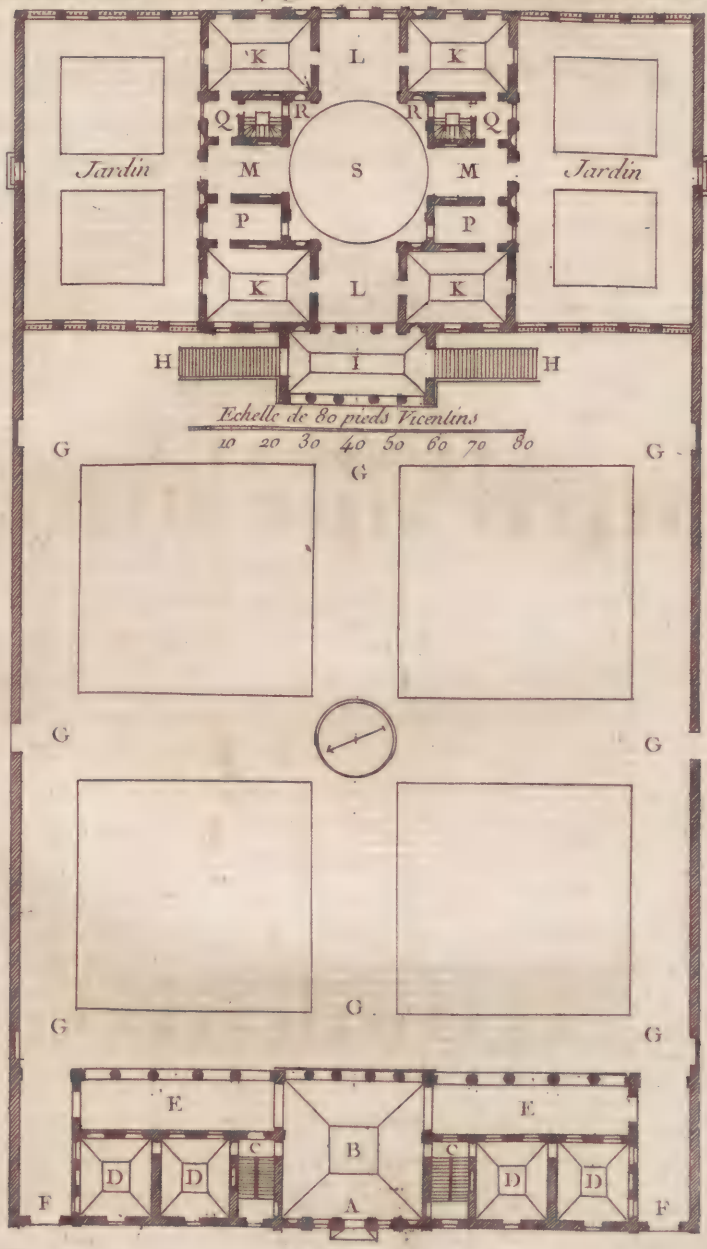 K L K
Q R R Q
Jardin M S M Jardin
P P
K L K
H I H
Echelle de 80 pieds Vicentins
10 20 30 40 50 60 70 80
G G G
G G
G G G
E E
C B C
D D D D
F A F